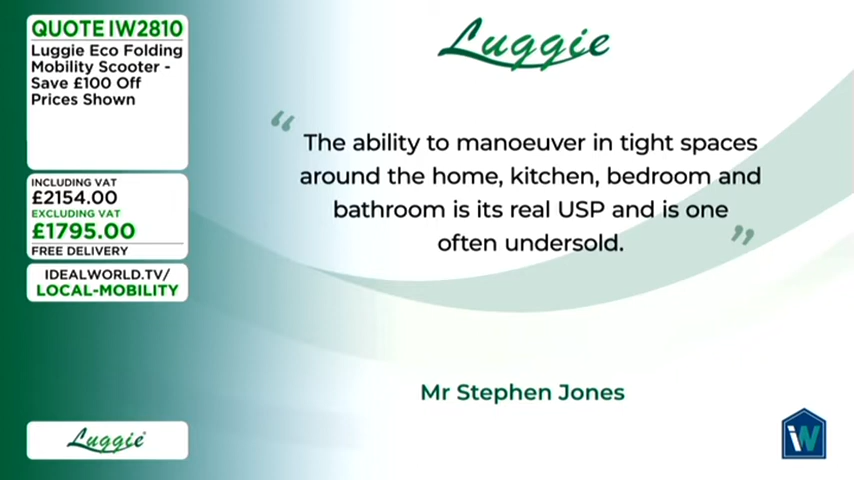 QUOTE IW2810
Luggie Eco Folding
Mobility Scooter -
Save £100 Off
Prices Shown
INCLUDING VAT
£2154.00
EXCLUDING VAT
£1795.00
FREE DELIVERY
IDEALWORLD.TV/
LOCAL-MOBILITY
Luggie
Luggie
“ The ability to manoeuver in tight spaces
around the home, kitchen, bedroom and
bathroom is its real USP and is one
often undersold. ”
Mr Stephen Jones
iW